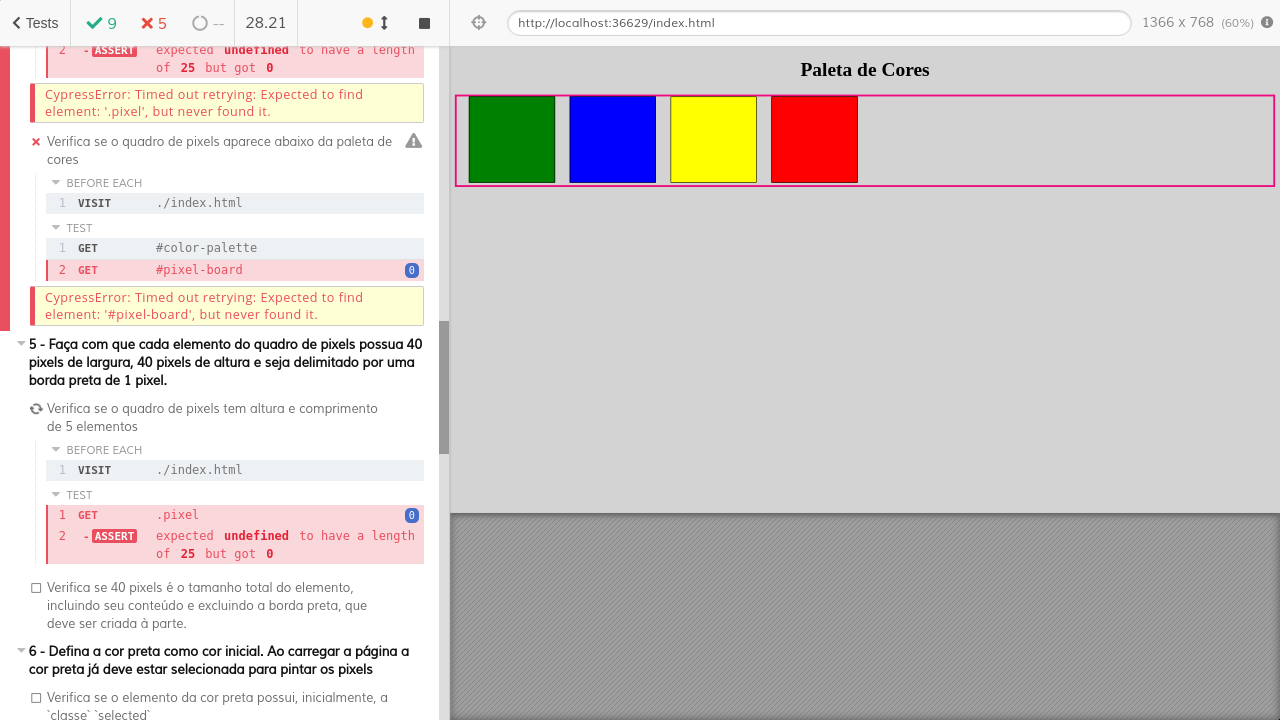 Tests 9 5 -- 28.21
http://localhost:36629/index.html 1366 x 768 (60%)
2 - ASSERT expected undefined to have a length
of 25 but got 0
CypressError: Timed out retrying: Expected to find
element: '.pixel', but never found it.
Verifica se o quadro de pixels aparece abaixo da paleta de
cores
BEFORE EACH
1 VISIT ./index.html
TEST
1 GET #color-palette
2 GET #pixel-board 0
CypressError: Timed out retrying: Expected to find
element: '#pixel-board', but never found it.
5 - Faça com que cada elemento do quadro de pixels possua 40
pixels de largura, 40 pixels de altura e seja delimitado por uma
borda preta de 1 pixel.
Verifica se o quadro de pixels tem altura e comprimento
de 5 elementos
BEFORE EACH
1 VISIT ./index.html
TEST
1 GET .pixel 0
2 - ASSERT expected undefined to have a length
of 25 but got 0
Verifica se 40 pixels é o tamanho total do elemento,
incluindo seu conteúdo e excluindo a borda preta, que
deve ser criada à parte.
6 - Defina a cor preta como cor inicial. Ao carregar a página a
cor preta já deve estar selecionada para pintar os pixels
Verifica se o elemento da cor preta possui, inicialmente, a
`classe` `selected`
Paleta de Cores